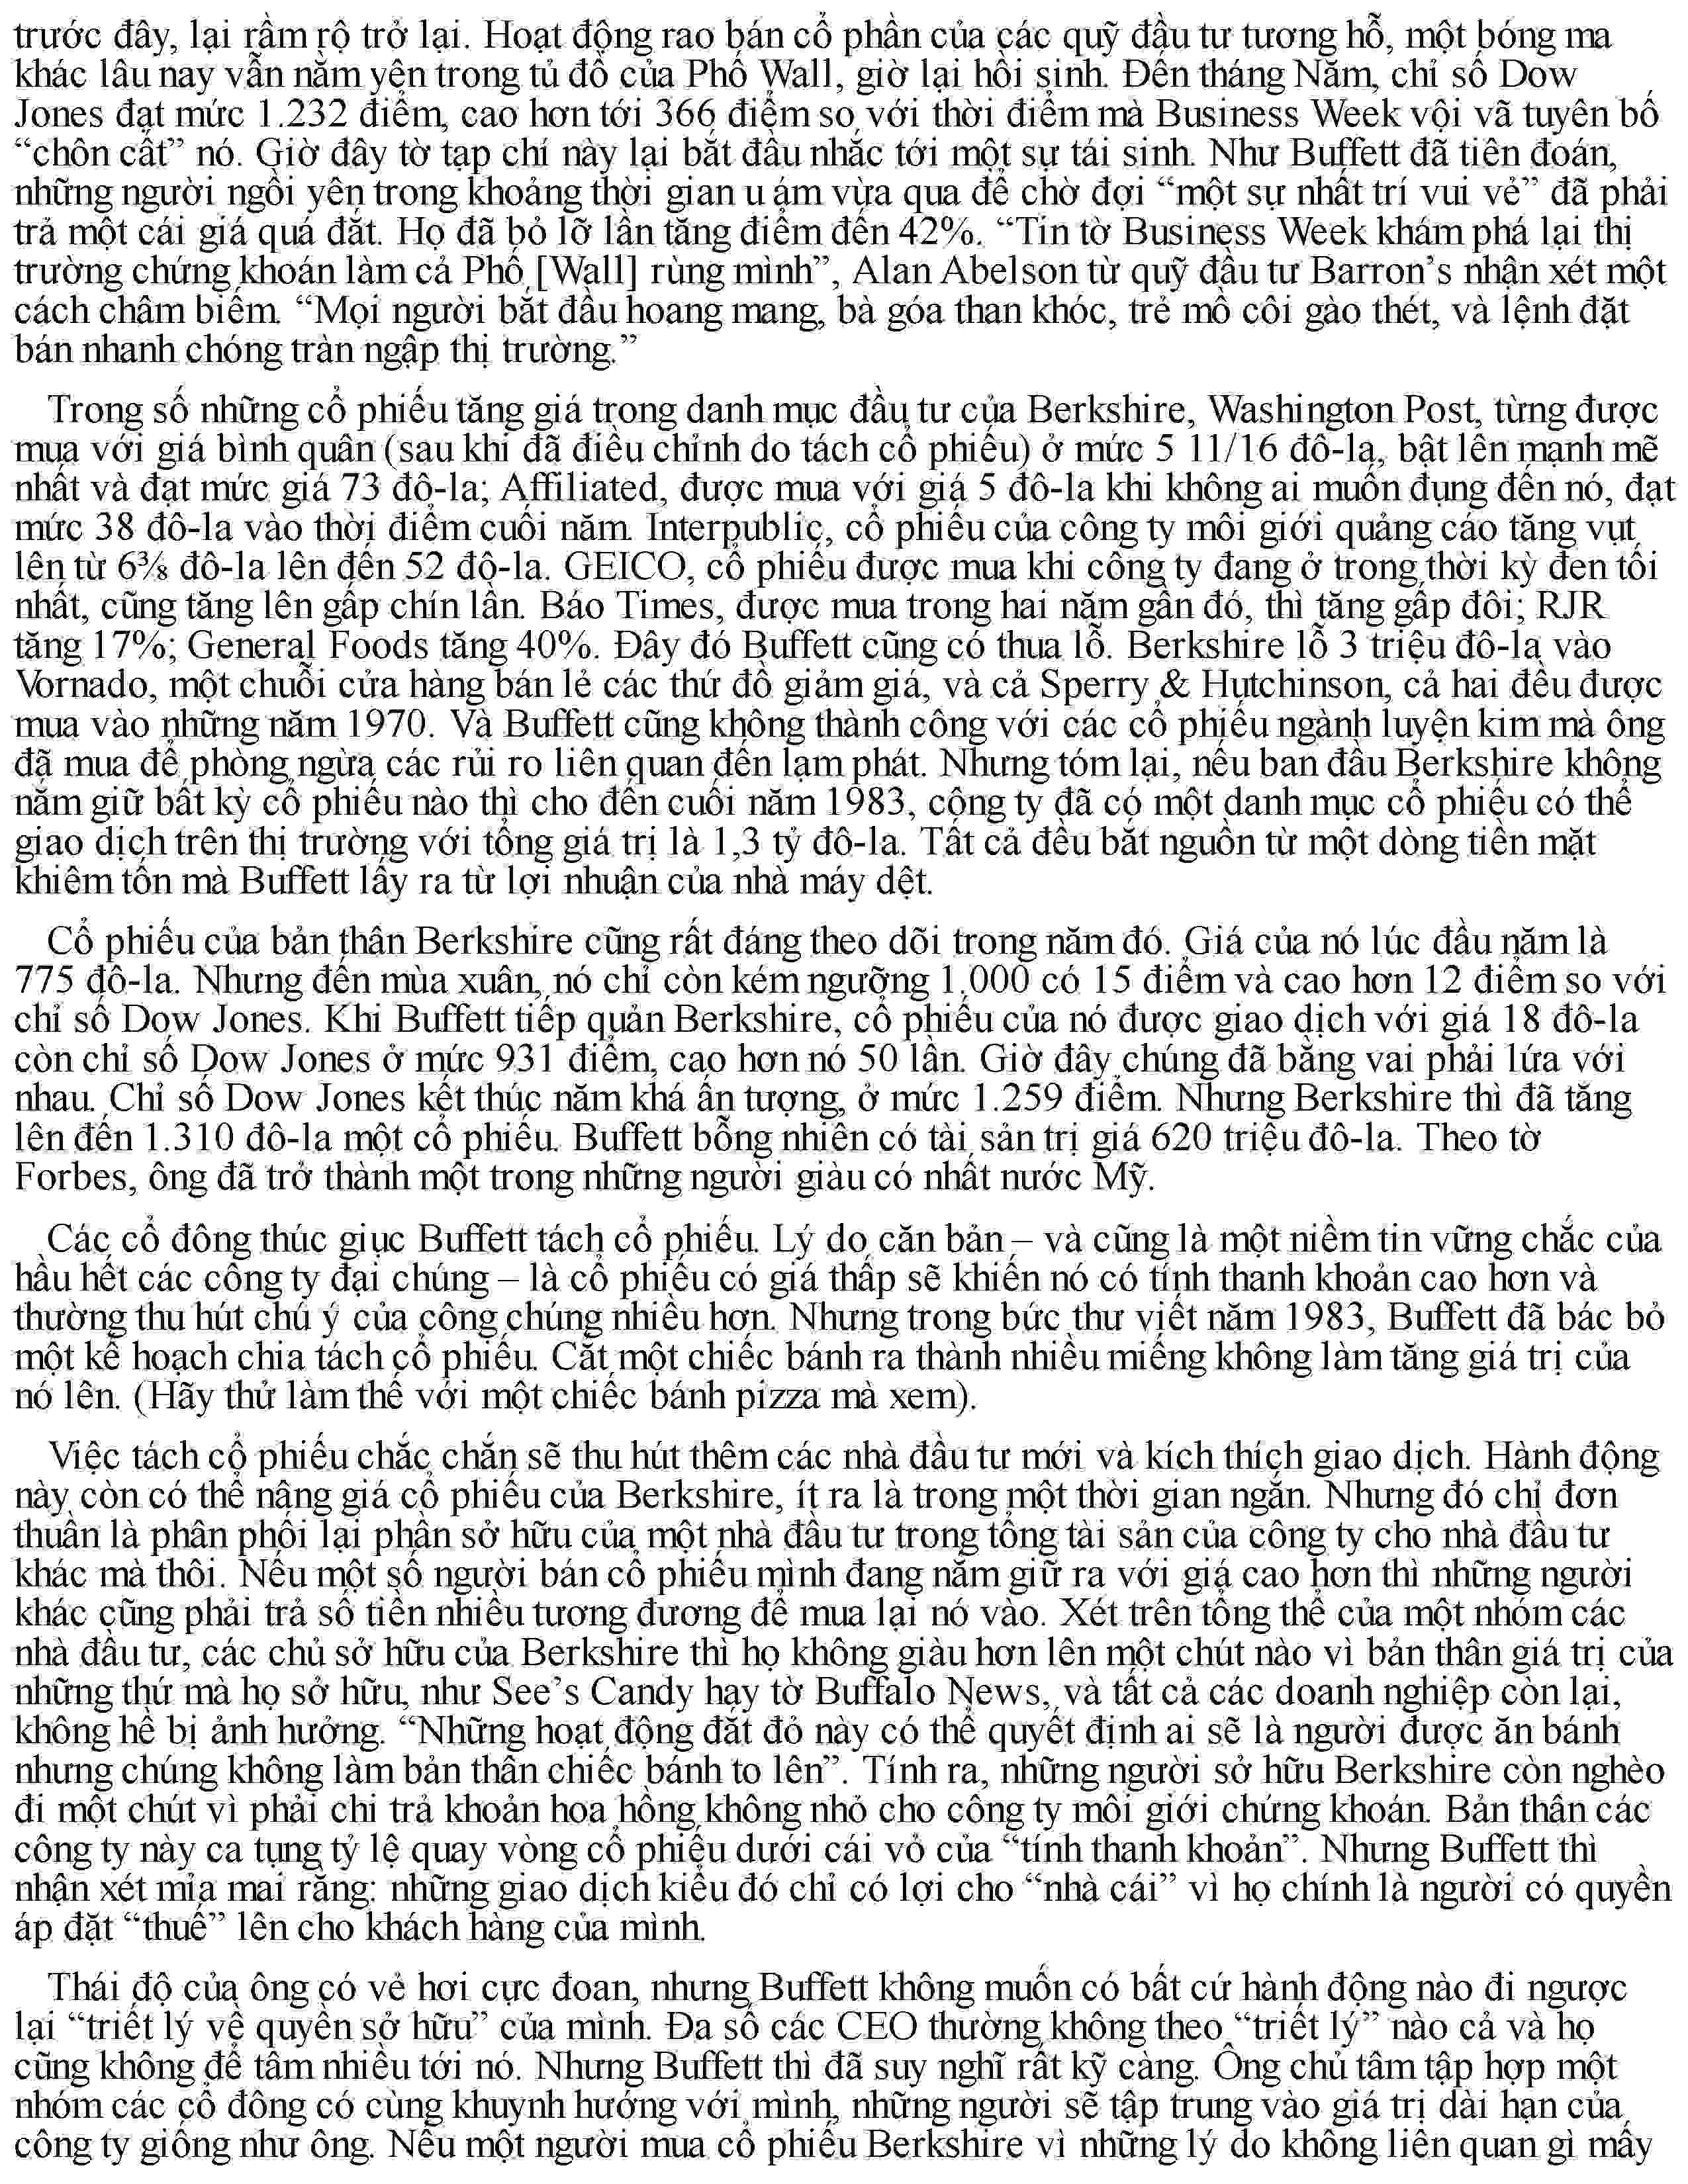 trước đây, lại rầm rộ trở lại. Hoạt động rao bán cổ phần của các quỹ đầu tư tương hỗ, một bóng ma
khác lâu nay vẫn nằm yên trong tủ đồ của Phố Wall, giờ lại hồi sinh. Đến tháng Năm, chỉ số Dow
Jones đạt mức 1.232 điểm, cao hơn tới 366 điểm so với thời điểm mà Business Week vội vã tuyên bố
“chôn cất” nó. Giờ đây tờ tạp chí này lại bắt đầu nhắc tới một sự tái sinh. Như Buffett đã tiên đoán,
những người ngồi yên trong khoảng thời gian u ám vừa qua để chờ đợi “một sự nhất trí vui vẻ” đã phải
trả một cái giá quá đắt. Họ đã bỏ lỡ lần tăng điểm đến 42%. “Tin tờ Business Week khám phá lại thị
trường chứng khoán làm cả Phố [Wall] rùng mình”, Alan Abelson từ quỹ đầu tư Barron’s nhận xét một
cách châm biếm. “Mọi người bắt đầu hoang mang, bà góa than khóc, trẻ mồ côi gào thét, và lệnh đặt
bán nhanh chóng tràn ngập thị trường.”
Trong số những cổ phiếu tăng giá trong danh mục đầu tư của Berkshire, Washington Post, từng được
mua với giá bình quân (sau khi đã điều chỉnh do tách cổ phiếu) ở mức 5 11/16 đô-la, bật lên mạnh mẽ
nhất và đạt mức giá 73 đô-la; Affiliated, được mua với giá 5 đô-la khi không ai muốn đụng đến nó, đạt
mức 38 đô-la vào thời điểm cuối năm. Interpublic, cổ phiếu của công ty môi giới quảng cáo tăng vụt
lên từ 6⅜ đô-la lên đến 52 đô-la. GEICO, cổ phiếu được mua khi công ty đang ở trong thời kỳ đen tối
nhất, cũng tăng lên gấp chín lần. Báo Times, được mua trong hai năm gần đó, thì tăng gấp đôi; RJR
tăng 17%; General Foods tăng 40%. Đây đó Buffett cũng có thua lỗ. Berkshire lỗ 3 triệu đô-la vào
Vornado, một chuỗi cửa hàng bán lẻ các thứ đồ giảm giá, và cả Sperry & Hutchinson, cả hai đều được
mua vào những năm 1970. Và Buffett cũng không thành công với các cổ phiếu ngành luyện kim mà ông
đã mua để phòng ngừa các rủi ro liên quan đến lạm phát. Nhưng tóm lại, nếu ban đầu Berkshire không
nắm giữ bất kỳ cổ phiếu nào thì cho đến cuối năm 1983, công ty đã có một danh mục cổ phiếu có thể
giao dịch trên thị trường với tổng giá trị là 1,3 tỷ đô-la. Tất cả đều bắt nguồn từ một dòng tiền mặt
khiêm tốn mà Buffett lấy ra từ lợi nhuận của nhà máy dệt.
Cổ phiếu của bản thân Berkshire cũng rất đáng theo dõi trong năm đó. Giá của nó lúc đầu năm là
775 đô-la. Nhưng đến mùa xuân, nó chỉ còn kém ngưỡng 1.000 có 15 điểm và cao hơn 12 điểm so với
chỉ số Dow Jones. Khi Buffett tiếp quản Berkshire, cổ phiếu của nó được giao dịch với giá 18 đô-la
còn chỉ số Dow Jones ở mức 931 điểm, cao hơn nó 50 lần. Giờ đây chúng đã bằng vai phải lứa với
nhau. Chỉ số Dow Jones kết thúc năm khá ấn tượng, ở mức 1.259 điểm. Nhưng Berkshire thì đã tăng
lên đến 1.310 đô-la một cổ phiếu. Buffett bỗng nhiên có tài sản trị giá 620 triệu đô-la. Theo tờ
Forbes, ông đã trở thành một trong những người giàu có nhất nước Mỹ.
Các cổ đông thúc giục Buffett tách cổ phiếu. Lý do căn bản – và cũng là một niềm tin vững chắc của
hầu hết các công ty đại chúng – là cổ phiếu có giá thấp sẽ khiến nó có tính thanh khoản cao hơn và
thường thu hút chú ý của công chúng nhiều hơn. Nhưng trong bức thư viết năm 1983, Buffett đã bác bỏ
một kế hoạch chia tách cổ phiếu. Cắt một chiếc bánh ra thành nhiều miếng không làm tăng giá trị của
nó lên. (Hãy thử làm thế với một chiếc bánh pizza mà xem).
Việc tách cổ phiếu chắc chắn sẽ thu hút thêm các nhà đầu tư mới và kích thích giao dịch. Hành động
này còn có thể nâng giá cổ phiếu của Berkshire, ít ra là trong một thời gian ngắn. Nhưng đó chỉ đơn
thuần là phân phối lại phần sở hữu của một nhà đầu tư trong tổng tài sản của công ty cho nhà đầu tư
khác mà thôi. Nếu một số người bán cổ phiếu mình đang nắm giữ ra với giá cao hơn thì những người
khác cũng phải trả số tiền nhiều tương đương để mua lại nó vào. Xét trên tổng thể của một nhóm các
nhà đầu tư, các chủ sở hữu của Berkshire thì họ không giàu hơn lên một chút nào vì bản thân giá trị của
những thứ mà họ sở hữu, như See’s Candy hay tờ Buffalo News, và tất cả các doanh nghiệp còn lại,
không hề bị ảnh hưởng. “Những hoạt động đắt đỏ này có thể quyết định ai sẽ là người được ăn bánh
nhưng chúng không làm bản thân chiếc bánh to lên”. Tính ra, những người sở hữu Berkshire còn nghèo
đi một chút vì phải chi trả khoản hoa hồng không nhỏ cho công ty môi giới chứng khoán. Bản thân các
công ty này ca tụng tỷ lệ quay vòng cổ phiếu dưới cái vỏ của “tính thanh khoản”. Nhưng Buffett thì
nhận xét mỉa mai rằng: những giao dịch kiểu đó chỉ có lợi cho “nhà cái” vì họ chính là người có quyền
áp đặt “thuế” lên cho khách hàng của mình.
Thái độ của ông có vẻ hơi cực đoan, nhưng Buffett không muốn có bất cứ hành động nào đi ngược
lại “triết lý về quyền sở hữu” của mình. Đa số các CEO thường không theo “triết lý” nào cả và họ
cũng không để tâm nhiều tới nó. Nhưng Buffett thì đã suy nghĩ rất kỹ càng. Ông chủ tâm tập hợp một
nhóm các cổ đông có cùng khuynh hướng với mình, những người sẽ tập trung vào giá trị dài hạn của
công ty giống như ông. Nếu một người mua cổ phiếu Berkshire vì những lý do không liên quan gì mấy